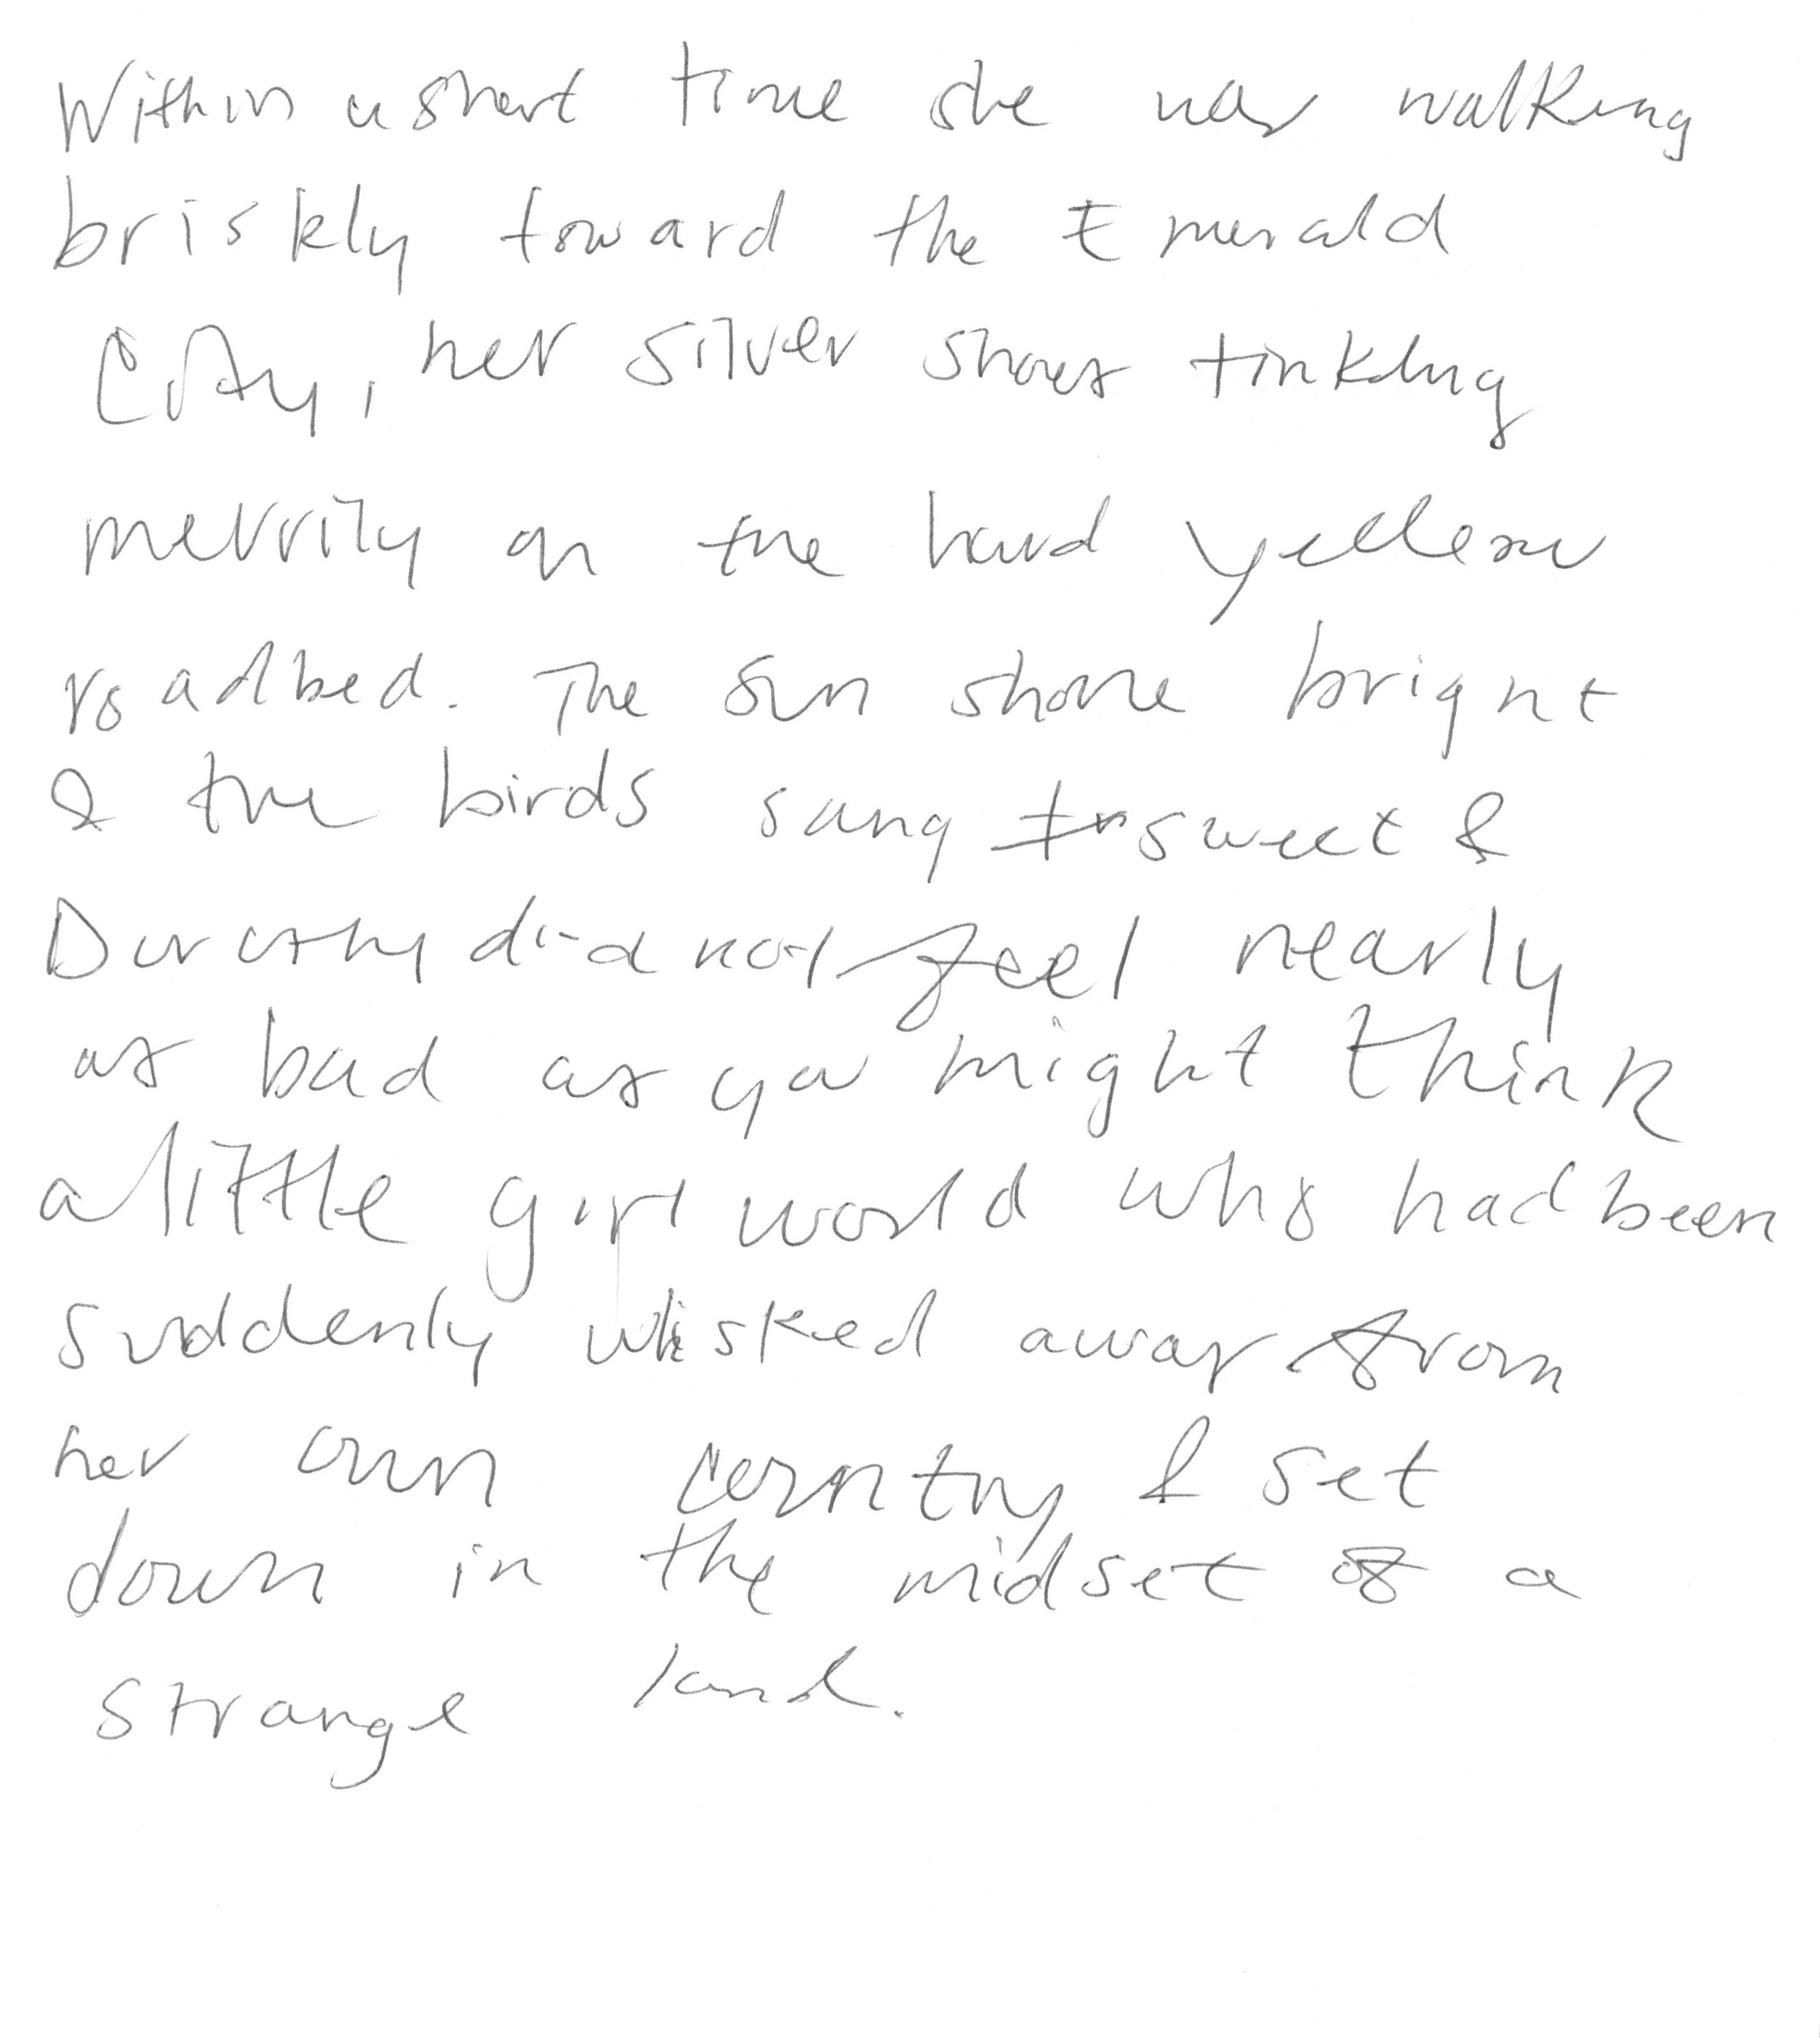 Within a short time she was walking
briskly toward the Emerald
City, her silver shoes tinkling
merrily on the hard yellow
roadbed. The sun shone bright
& the birds sang sweet &
Dorothy did not feel nearly
as bad as you might think
a little girl would who had been
suddenly whisked away from
her own country & set
down in the midset of a
strange land.